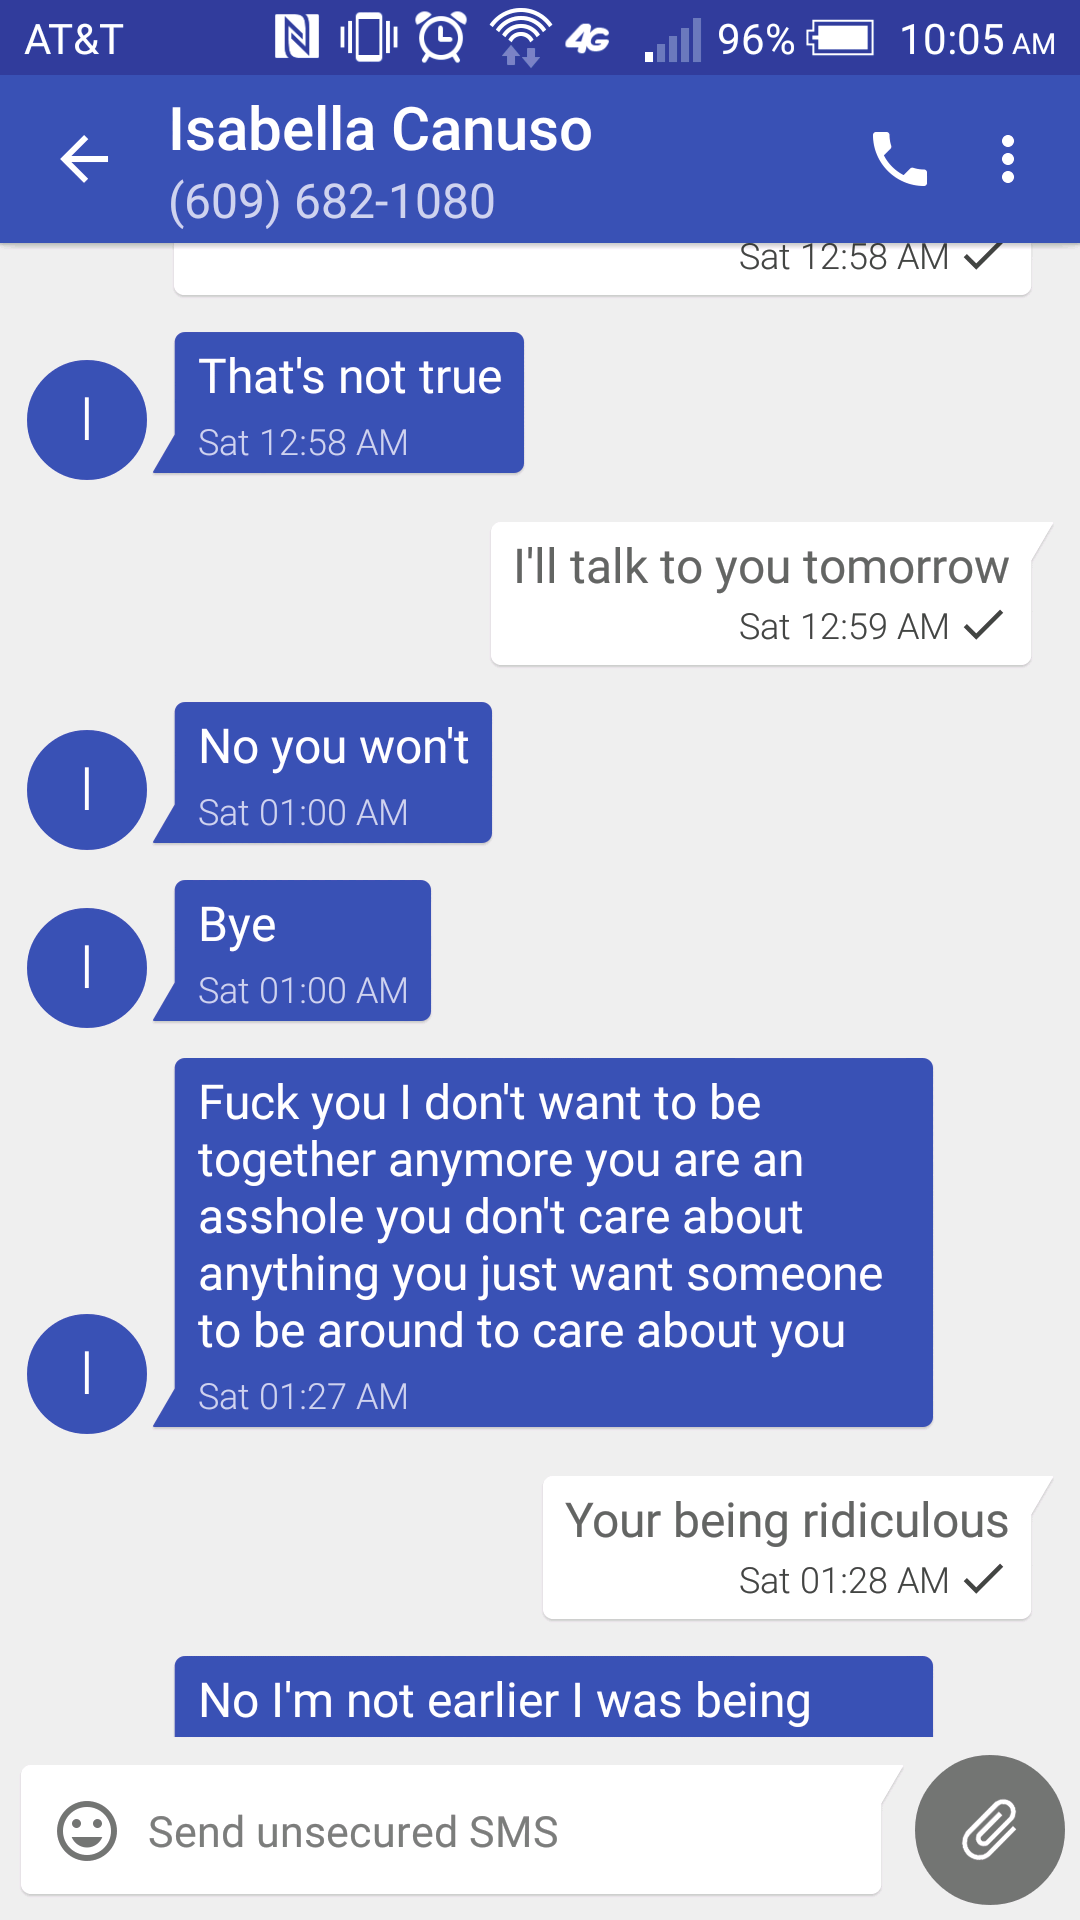 AT&T 4G 96% 10:05 AM
Isabella Canuso
(609) 682-1080
Sat 12:58 AM
That's not true
Sat 12:58 AM
I
I'll talk to you tomorrow
Sat 12:59 AM
No you won't
Sat 01:00 AM
I
Bye
Sat 01:00 AM
I
Fuck you I don't want to be
together anymore you are an
asshole you don't care about
anything you just want someone
to be around to care about you
Sat 01:27 AM
I
Your being ridiculous
Sat 01:28 AM
No I'm not earlier I was being
Send unsecured SMS